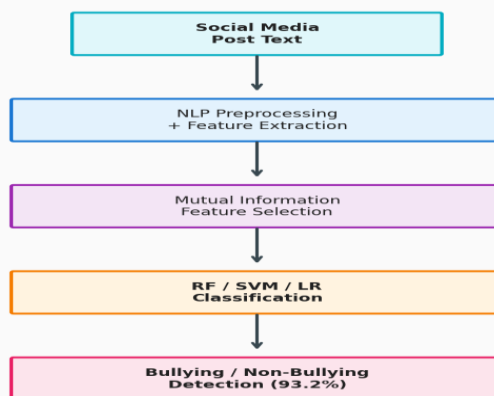 Social Media
Post Text
NLP Preprocessing
+ Feature Extraction
Mutual Information
Feature Selection
RF / SVM / LR
Classification
Bullying / Non-Bullying
Detection (93.2%)